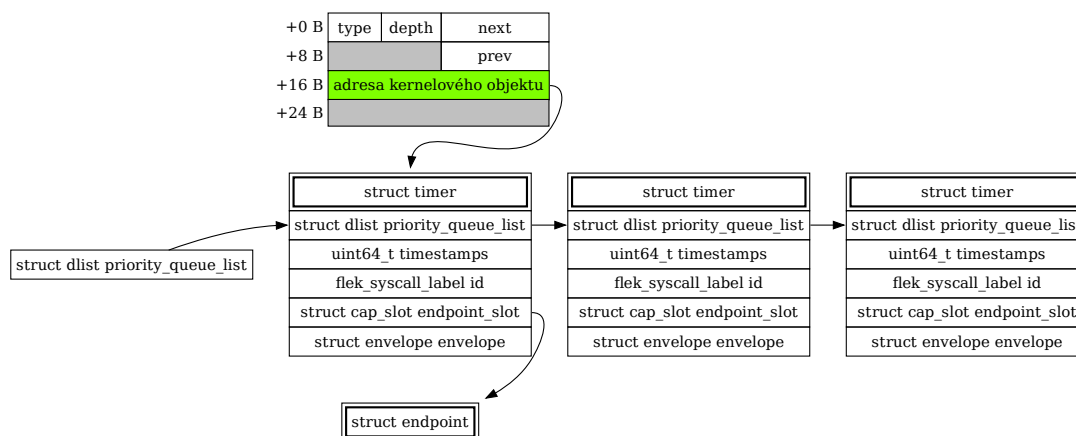 +0 B type depth next
+8 B prev
+16 B adresa kernelového objektu
+24 B
struct timer struct timer struct timer
struct dlist priority_queue_list struct dlist priority_queue_list struct dlist priority_queue_lis
struct dlist priority_queue_list
uint64_t timestamps uint64_t timestamps uint64_t timestamps
flek_syscall_label id flek_syscall_label id flek_syscall_label id
struct cap_slot endpoint_slot struct cap_slot endpoint_slot struct cap_slot endpoint_slot
struct envelope envelope struct envelope envelope struct envelope envelope
struct endpoint